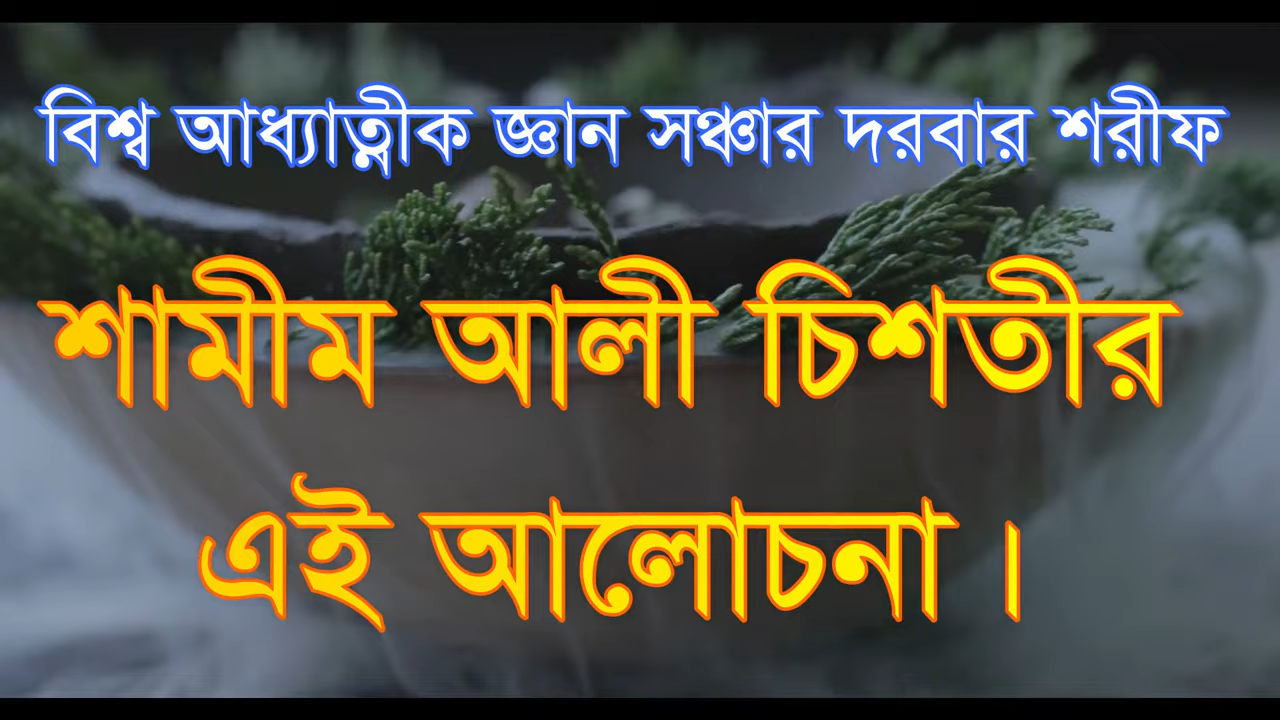 বিশ্ব আধ্যাত্নীক জ্ঞান সঞ্চার দরবার শরীফ
শামীম আলী চিশতীর
এই আলোচনা।